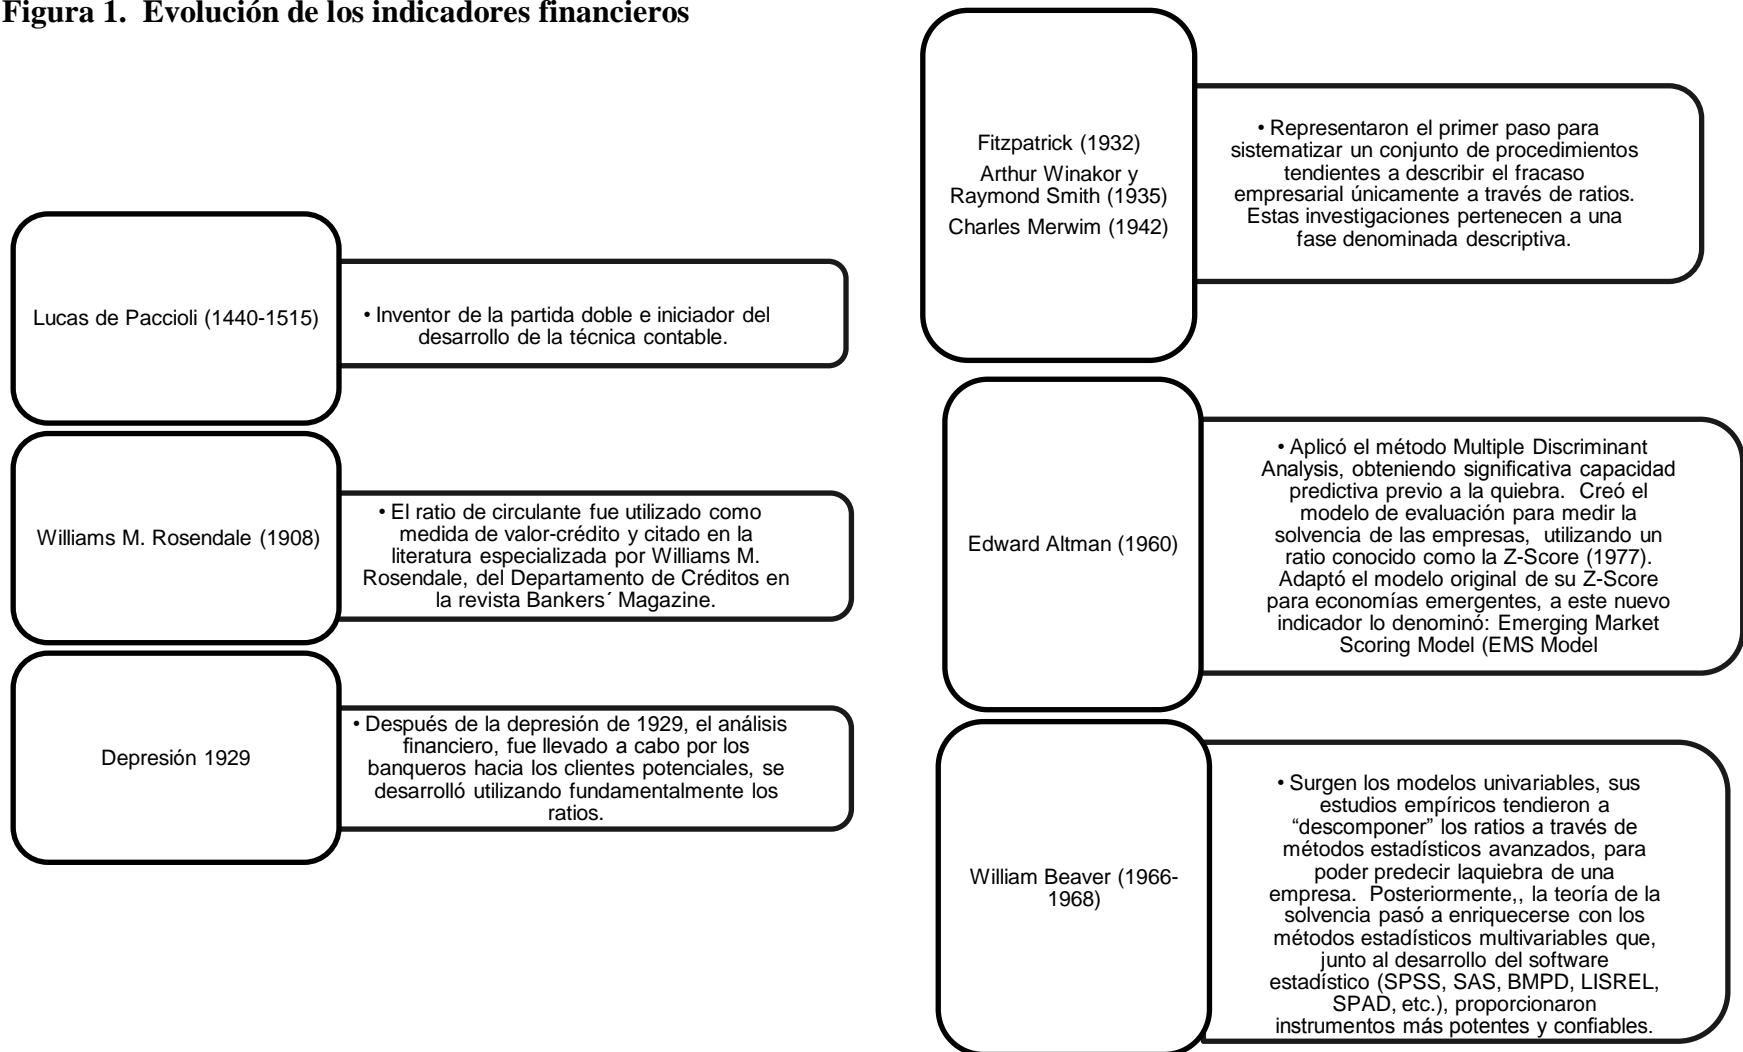 Figura 1.  Evolución de los indicadores financieros
Lucas de Paccioli (1440-1515)
• Inventor de la partida doble e iniciador del
desarrollo de la técnica contable.
Williams M. Rosendale (1908)
• El ratio de circulante fue utilizado como
medida de valor-crédito y citado en la
literatura especializada por Williams M.
Rosendale, del Departamento de Créditos en
la revista Bankers´ Magazine.
Depresión 1929
• Después de la depresión de 1929, el análisis
financiero, fue llevado a cabo por los
banqueros hacia los clientes potenciales, se
desarrolló utilizando fundamentalmente los
ratios.
Fitzpatrick (1932)
Arthur Winakor y
Raymond Smith (1935)
Charles Merwim (1942)
• Representaron el primer paso para
sistematizar un conjunto de procedimientos
tendientes a describir el fracaso
empresarial únicamente a través de ratios.
Estas investigaciones pertenecen a una
fase denominada descriptiva.
Edward Altman (1960)
• Aplicó el método Multiple Discriminant
Analysis, obteniendo significativa capacidad
predictiva previo a la quiebra.  Creó el
modelo de evaluación para medir la
solvencia de las empresas,  utilizando un
ratio conocido como la Z-Score (1977).
Adaptó el modelo original de su Z-Score
para economías emergentes, a este nuevo
indicador lo denominó: Emerging Market
Scoring Model (EMS Model
William Beaver (1966-
1968)
• Surgen los modelos univariables, sus
estudios empíricos tendieron a
“descomponer” los ratios a través de
métodos estadísticos avanzados, para
poder predecir laquiebra de una
empresa.  Posteriormente,, la teoría de la
solvencia pasó a enriquecerse con los
métodos estadísticos multivariables que,
junto al desarrollo del software
estadístico (SPSS, SAS, BMPD, LISREL,
SPAD, etc.), proporcionaron
instrumentos más potentes y confiables.